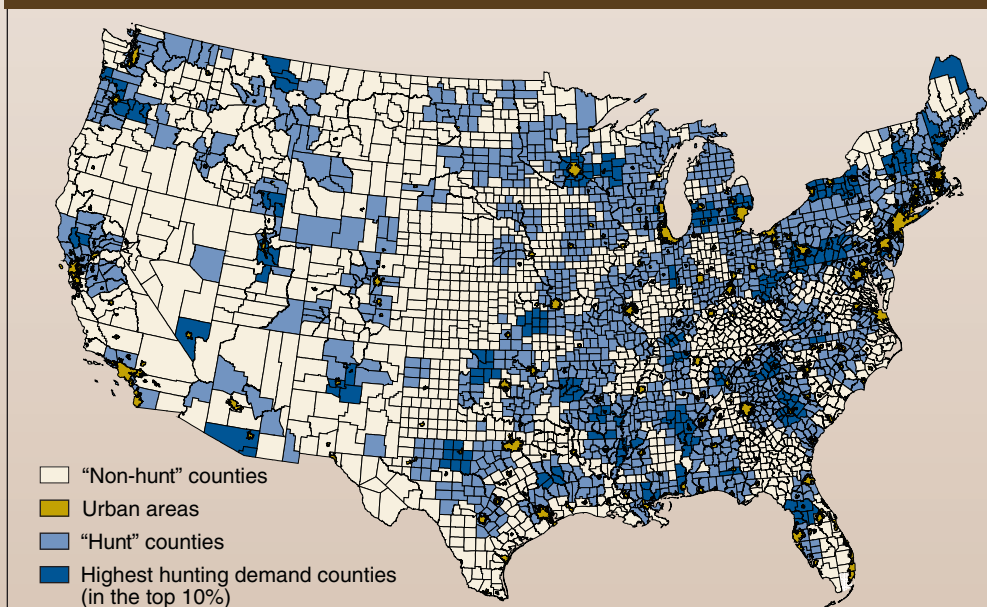 “Non-hunt” counties
Urban areas
“Hunt” counties
Highest hunting demand counties
(in the top 10%)